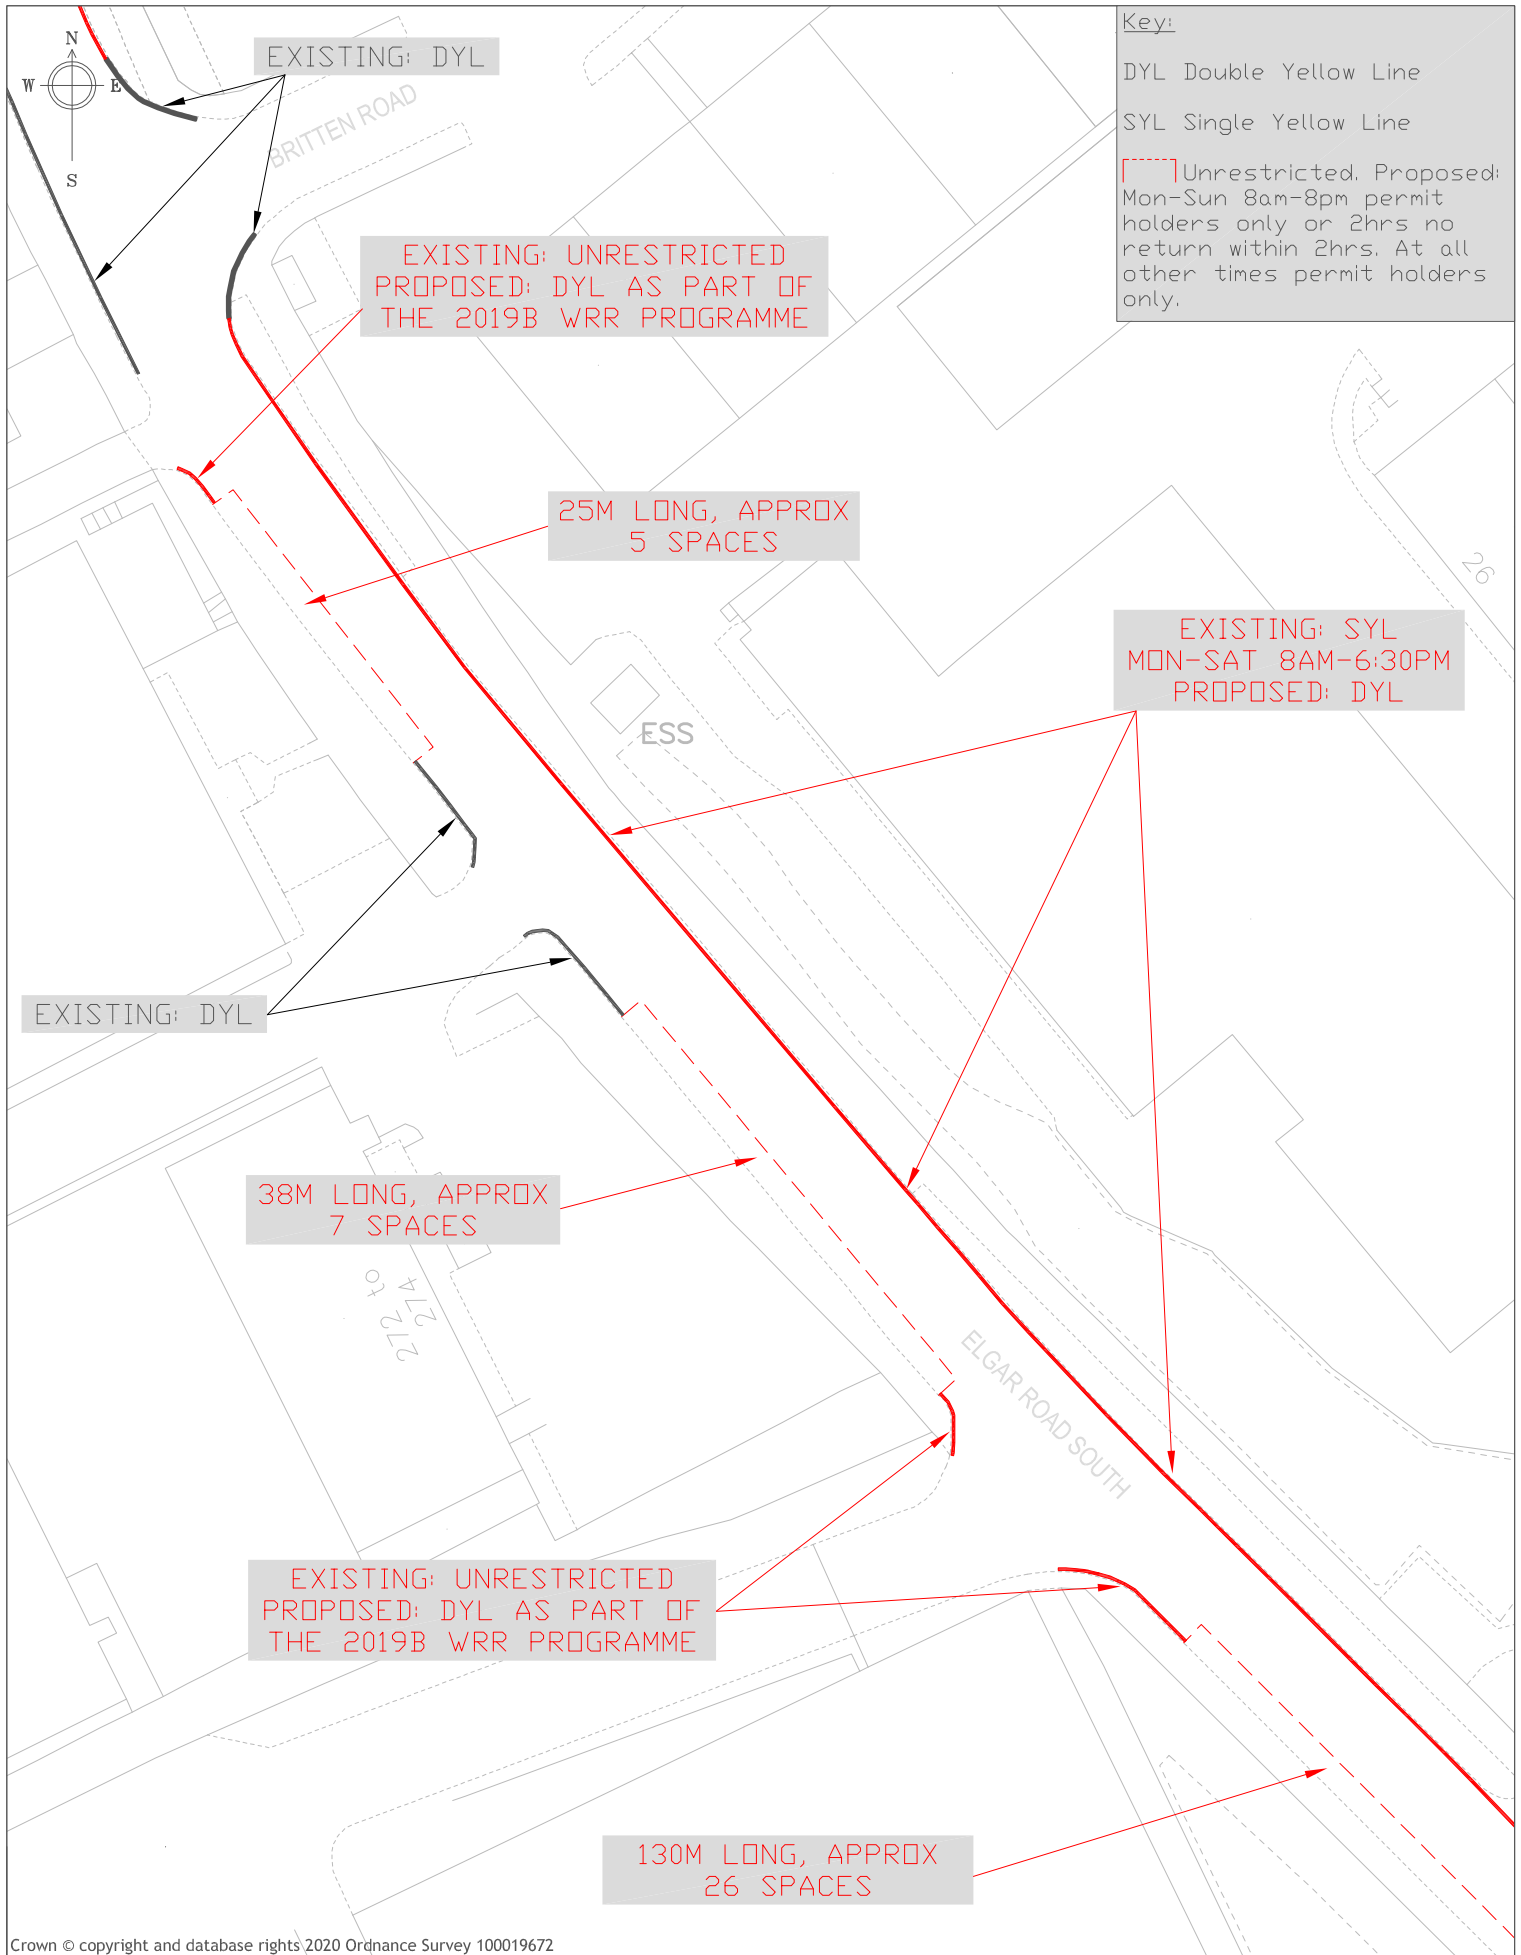 Key:
DYL Double Yellow Line
SYL Single Yellow Line
Unrestricted. Proposed:
Mon-Sun 8am-8pm permit
holders only or 2hrs no
return within 2hrs. At all
other times permit holders
only.
N
W E
S
EXISTING: DYL
BRITTEN ROAD
EXISTING: UNRESTRICTED
PROPOSED: DYL AS PART OF
THE 2019B WRR PROGRAMME
25M LONG, APPROX
5 SPACES
26
EXISTING: SYL
MON-SAT 8AM-6:30PM
PROPOSED: DYL
ESS
EXISTING: DYL
38M LONG, APPROX
7 SPACES
272 to
274
ELGAR ROAD SOUTH
EXISTING: UNRESTRICTED
PROPOSED: DYL AS PART OF
THE 2019B WRR PROGRAMME
130M LONG, APPROX
26 SPACES
Crown © copyright and database rights 2020 Ordnance Survey 100019672